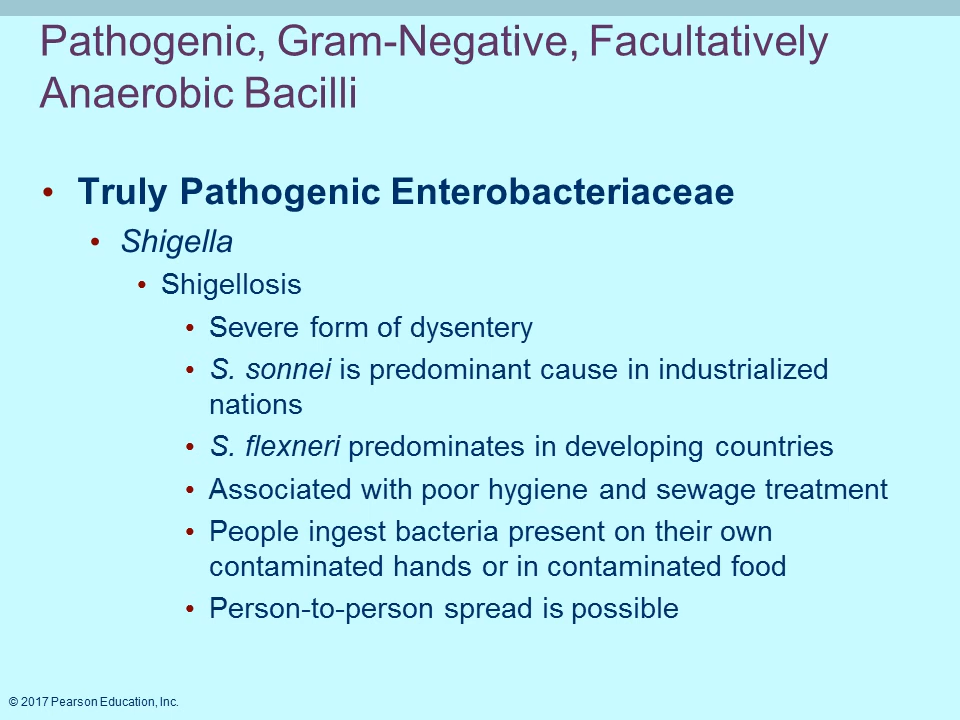 Pathogenic, Gram-Negative, Facultatively
Anaerobic Bacilli
• Truly Pathogenic Enterobacteriaceae
• Shigella
• Shigellosis
• Severe form of dysentery
• S. sonnei is predominant cause in industrialized
nations
• S. flexneri predominates in developing countries
• Associated with poor hygiene and sewage treatment
• People ingest bacteria present on their own
contaminated hands or in contaminated food
• Person-to-person spread is possible
© 2017 Pearson Education, Inc.